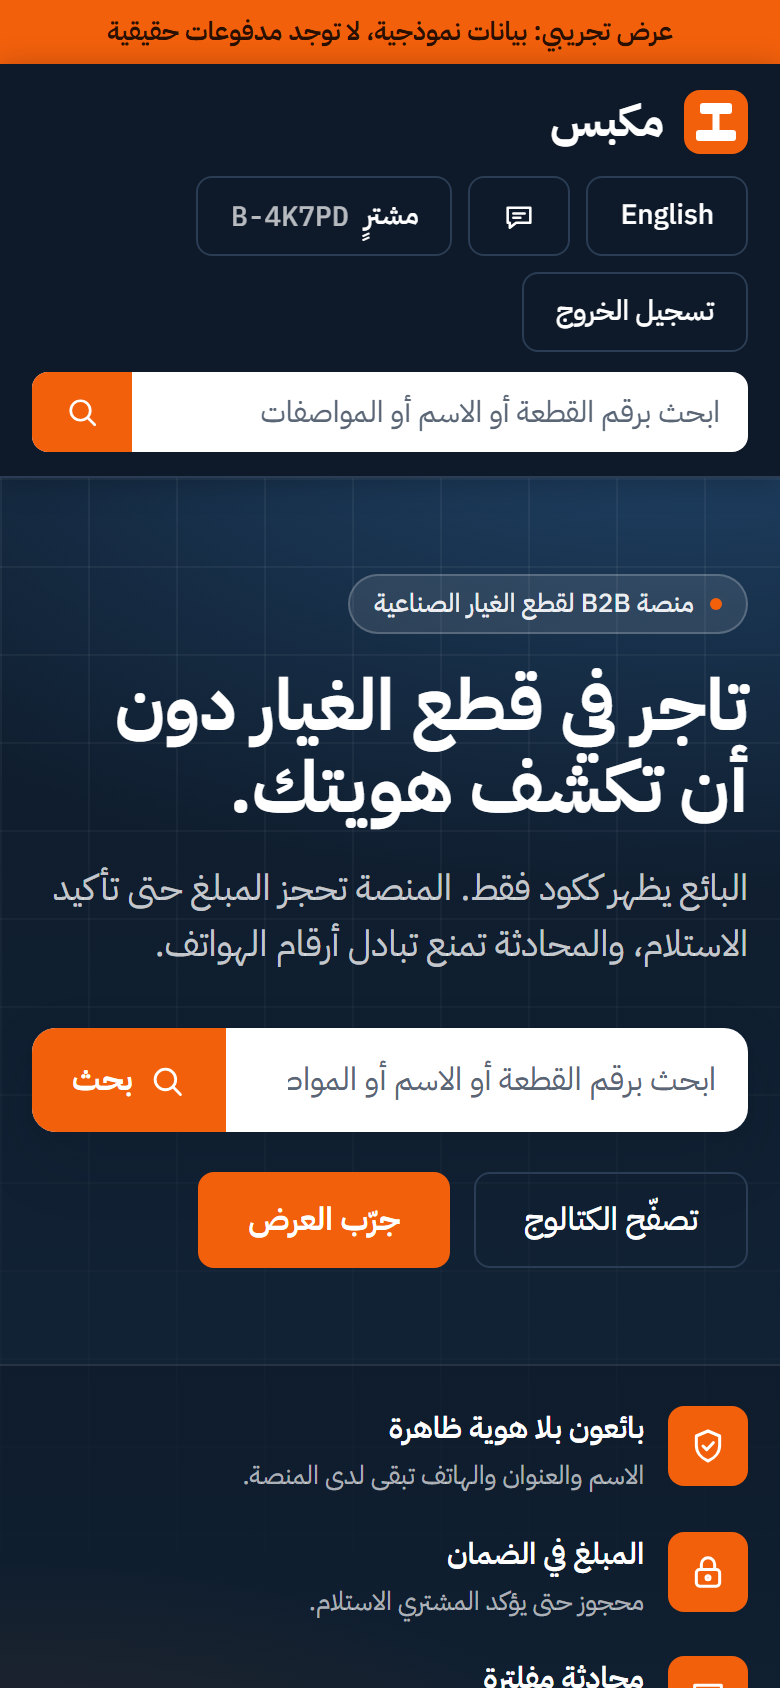 عرض تجريبي: بيانات نموذجية، لا توجد مدفوعات حقيقية
مكبس
English
مشترٍ B-4K7PD
تسجيل الخروج
ابحث برقم القطعة أو الاسم أو المواصفات
منصة B2B لقطع الغيار الصناعية
تاجر في قطع الغيار دون
أن تكشف هويتك.
البائع يظهر ككود فقط. المنصة تحجز المبلغ حتى تأكيد
الاستلام، والمحادثة تمنع تبادل أرقام الهواتف.
ابحث برقم القطعة أو الاسم أو المواص
بحث
تصفّح الكتالوج
جرّب العرض
بائعون بلا هوية ظاهرة
الاسم والعنوان والهاتف تبقى لدى المنصة.
المبلغ في الضمان
محجوز حتى يؤكد المشتري الاستلام.
محادثة مفلترة